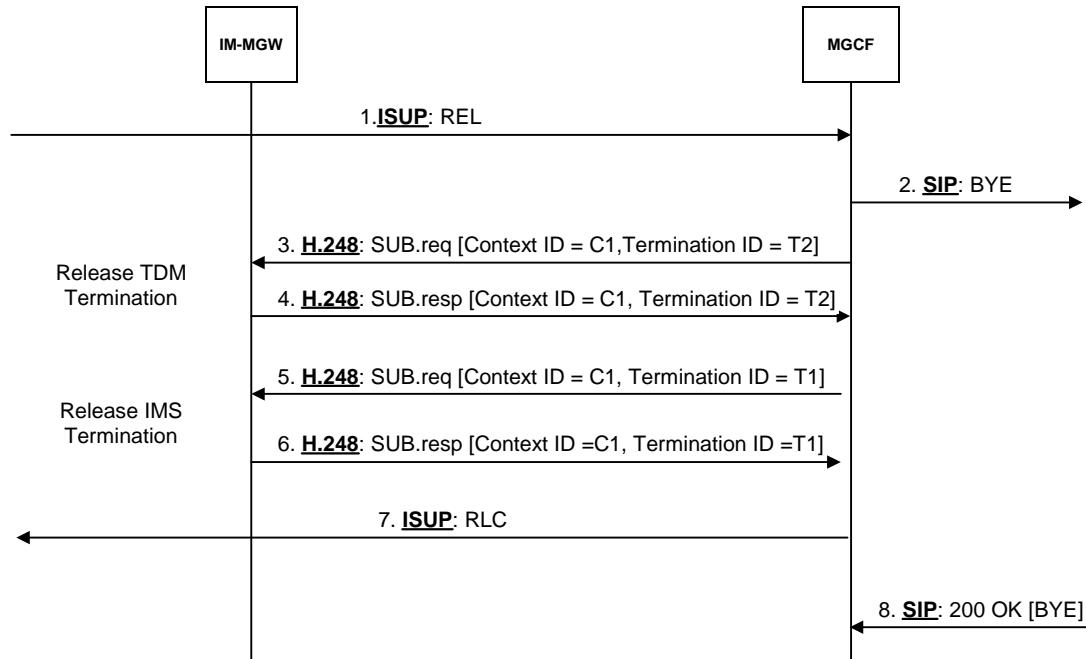 IM-MGW
MGCF
1.ISUP: REL
2. SIP: BYE
3. H.248: SUB.req [Context ID = C1,Termination ID = T2]
Release TDM
Termination
4. H.248: SUB.resp [Context ID = C1, Termination ID = T2]
5. H.248: SUB.req [Context ID = C1, Termination ID = T1]
Release IMS
Termination
6. H.248: SUB.resp [Context ID =C1, Termination ID =T1]
7. ISUP: RLC
8. SIP: 200 OK [BYE]